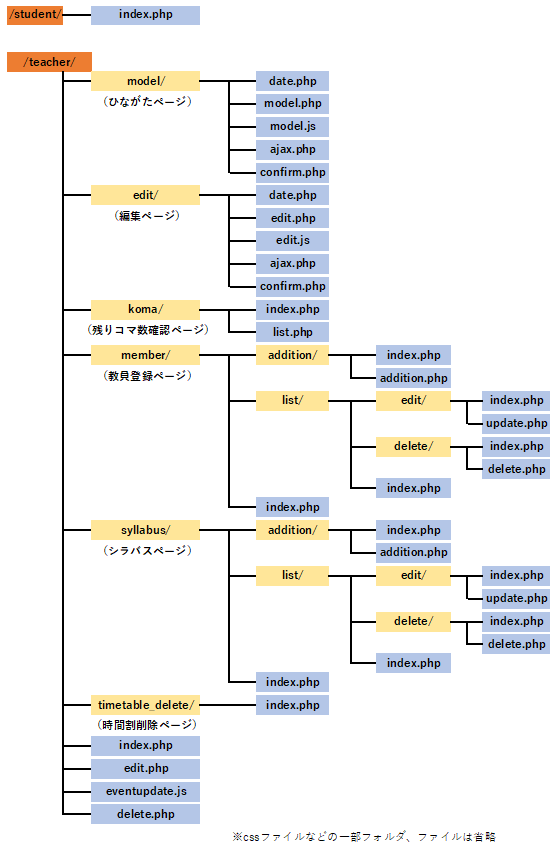 /student/ index.php
/teacher/
model/ date.php
（ひながたページ） model.php
model.js
ajax.php
confirm.php
edit/ date.php
（編集ページ） edit.php
edit.js
ajax.php
confirm.php
koma/ index.php
（残りコマ数確認ページ） list.php
member/ addition/ index.php
（教員登録ページ） addition.php
list/ edit/ index.php
update.php
delete/ index.php
delete.php
index.php
index.php
syllabus/ addition/ index.php
（シラバスページ） addition.php
list/ edit/ index.php
update.php
delete/ index.php
delete.php
index.php
index.php
timetable_delete/ index.php
（時間割削除ページ）
index.php
edit.php
eventupdate.js
delete.php
※cssファイルなどの一部フォルダ、ファイルは省略